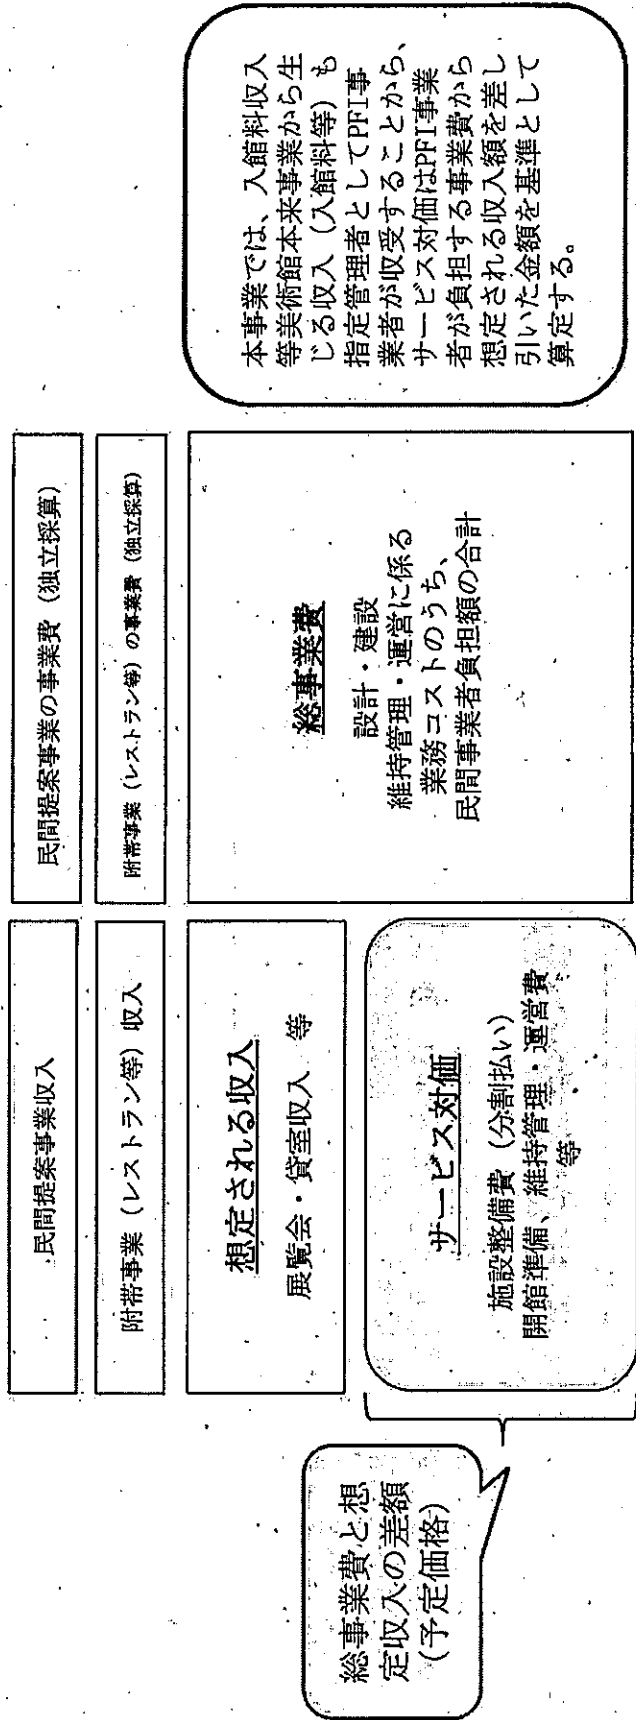 民間提案事業収入
民間提案事業の事業費（独立採算）
附帯事業（レストラン等）収入
附帯事業（レストラン等）の事業費（独立採算）
総事業費と想
定収入の差額
（予定価格）
想定される収入
展覧会・貸室収入　等
サービス対価
施設整備費（分割払い）
開館準備、維持管理・運営費
等
総事業費
設計・建設
維持管理・運営に係る
業務コストのうち、
民間事業者負担額の合計
本事業では、入館料収入
等美術館本来事業から生
じる収入（入館料等）も
指定管理者としてPFI事
業者が収受することから、
サービス対価はPFI事業
者が負担する事業費から
想定される収入額を差し
引いた金額を基準として
算定する。